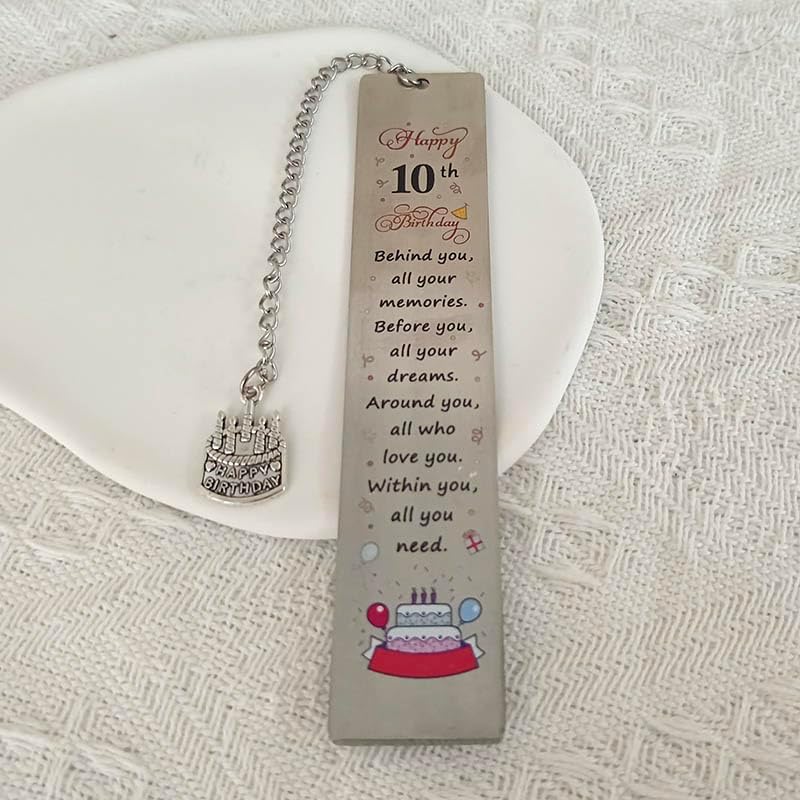 Happy
10th
Birthday
Behind you,
all your
memories.
Before you,
all your
dreams.
Around you,
all who
love you.
Within you,
all you
need.
HAPPY
BIRTHDAY